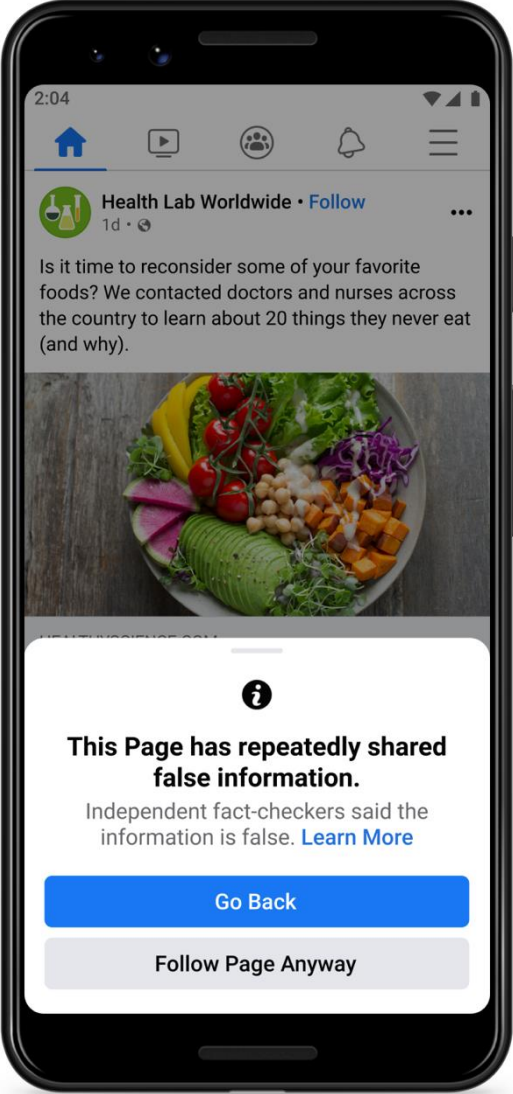 2:04
Health Lab Worldwide • Follow
1d •
Is it time to reconsider some of your favorite
foods? We contacted doctors and nurses across
the country to learn about 20 things they never eat
(and why).
HEALTHYSCIENCE.COM
This Page has repeatedly shared
false information.
Independent fact-checkers said the
information is false. Learn More
Go Back
Follow Page Anyway